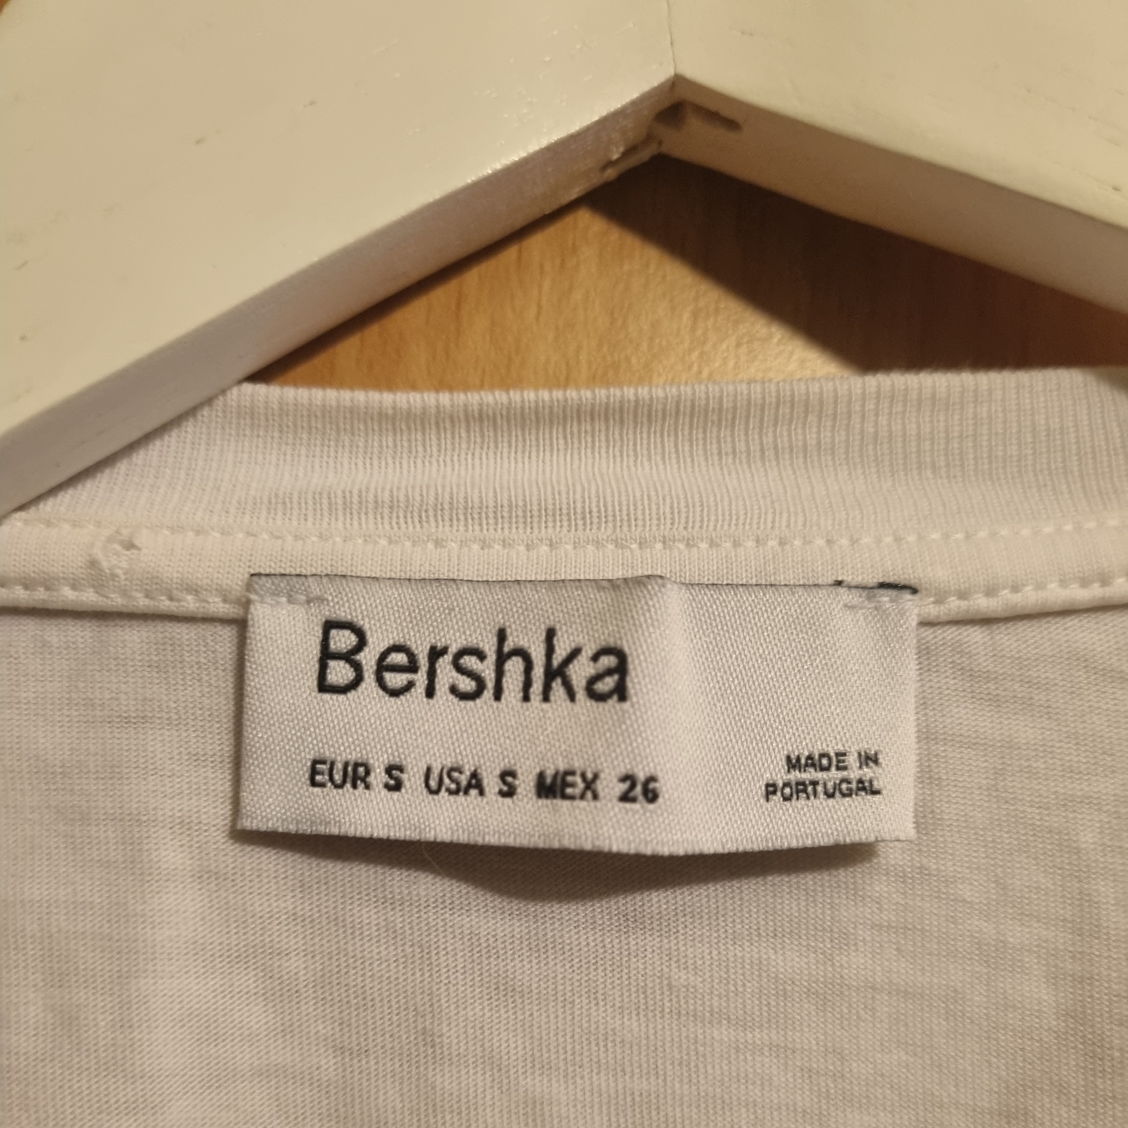 Bershka
EUR S USA S MEX 26
MADE IN
PORTUGAL